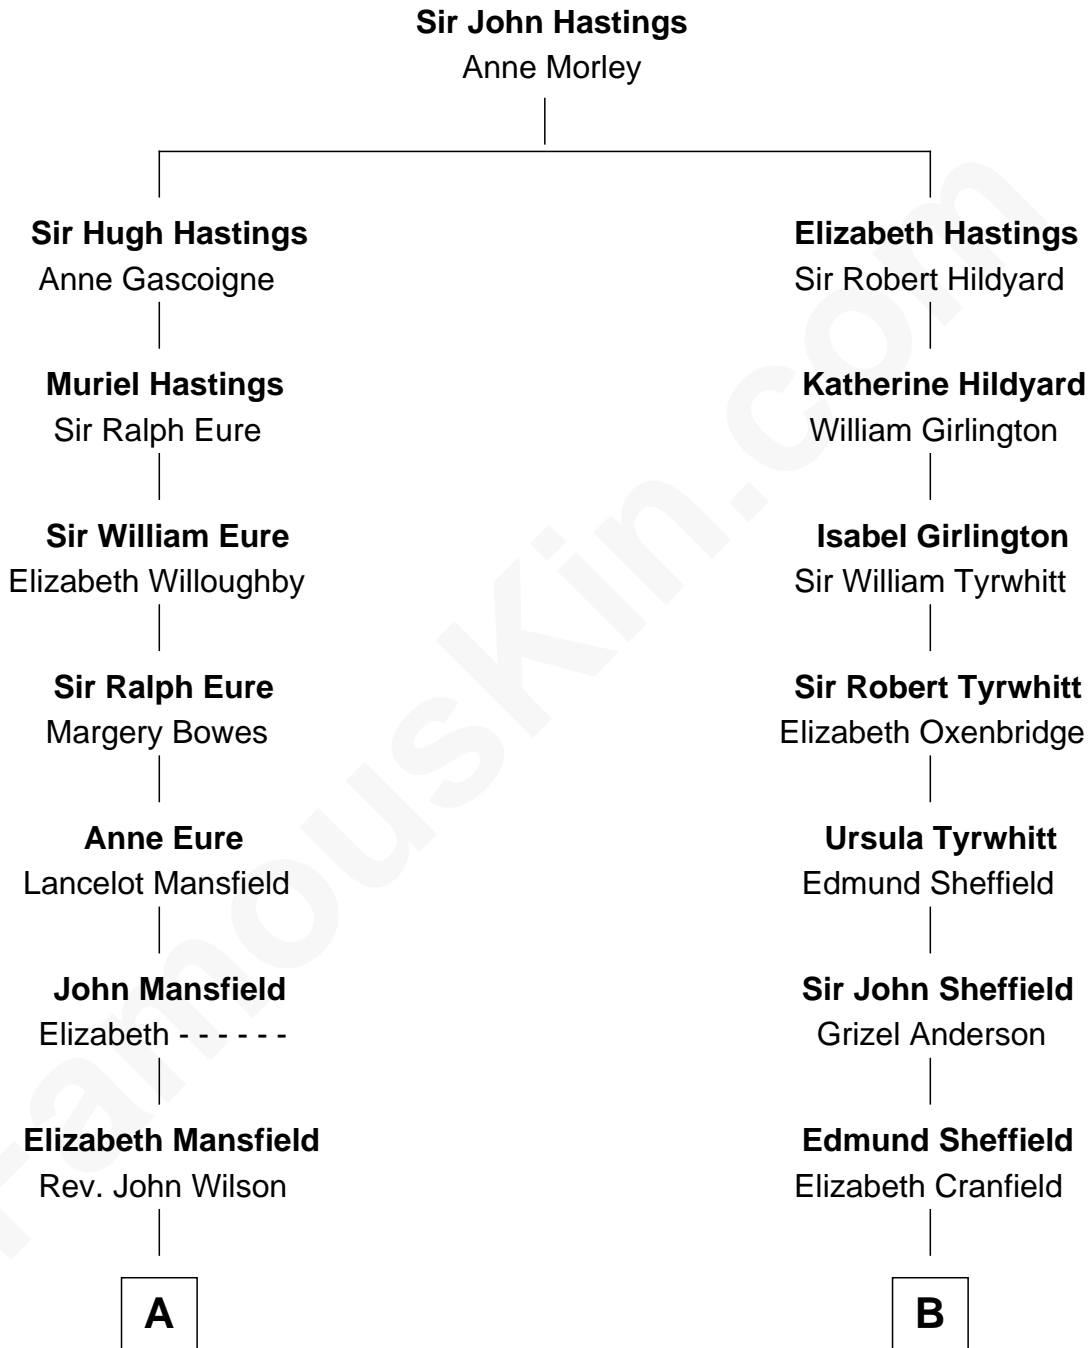 Sir John Hastings
Anne Morley
Sir Hugh Hastings
Anne Gascoigne
Elizabeth Hastings
Sir Robert Hildyard
Muriel Hastings
Sir Ralph Eure
Katherine Hildyard
William Girlington
Sir William Eure
Elizabeth Willoughby
Isabel Girlington
Sir William Tyrwhitt
Sir Ralph Eure
Margery Bowes
Sir Robert Tyrwhitt
Elizabeth Oxenbridge
Anne Eure
Lancelot Mansfield
Ursula Tyrwhitt
Edmund Sheffield
John Mansfield
Elizabeth - - - - - -
Sir John Sheffield
Grizel Anderson
Elizabeth Mansfield
Rev. John Wilson
Edmund Sheffield
Elizabeth Cranfield
A
B
FamousKin.com